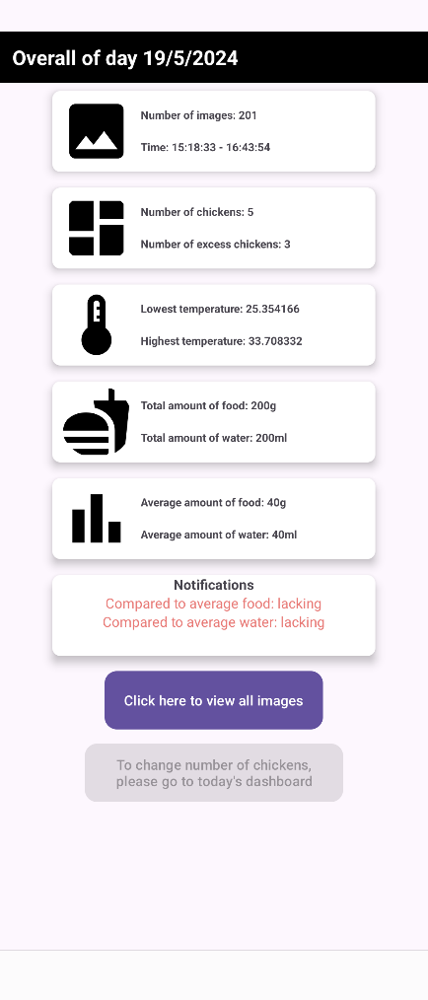 Overall of day 19/5/2024
Number of images: 201
Time: 15:18:33 - 16:43:54
Number of chickens: 5
Number of excess chickens: 3
Lowest temperature: 25.354166
Highest temperature: 33.708332
Total amount of food: 200g
Total amount of water: 200ml
Average amount of food: 40g
Average amount of water: 40ml
Notifications
Compared to average food: lacking
Compared to average water: lacking
Click here to view all images
To change number of chickens,
please go to today's dashboard